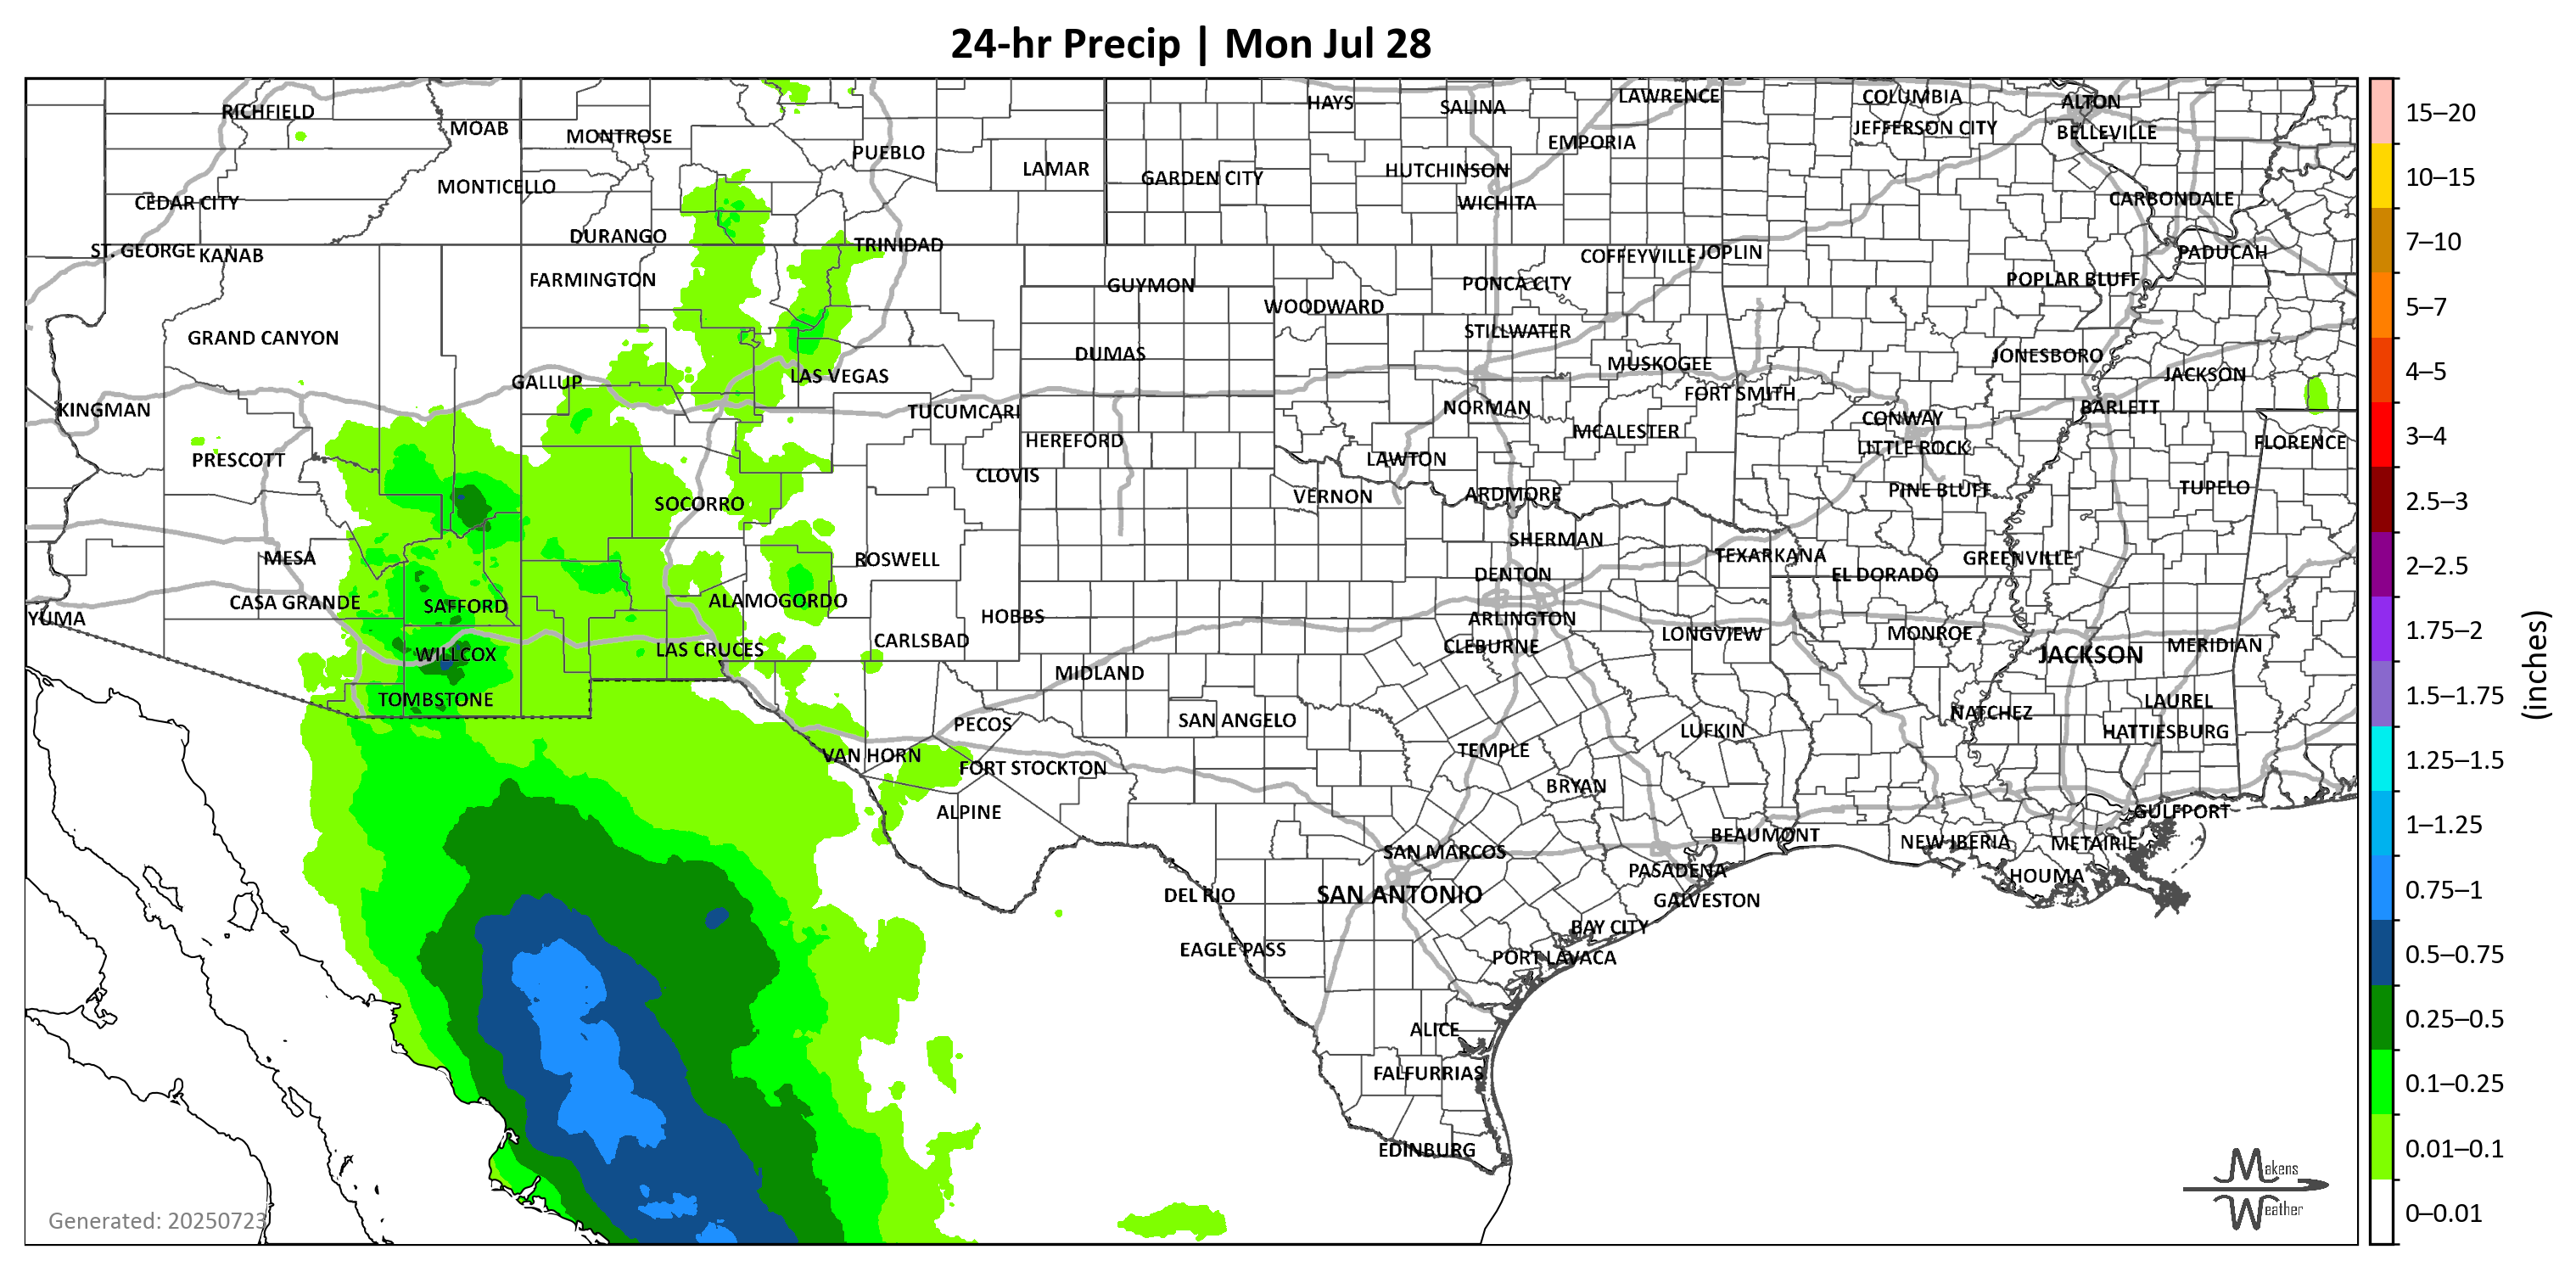 24-hr Precip | Mon Jul 28
RICHFIELD
MOAB
MONTROSE
PUEBLO
LAMAR
HAYS
SALINA
LAWRENCE
COLUMBIA
ALTON
EMPORIA
JEFFERSON CITY
BELLEVILLE
GARDEN CITY
HUTCHINSON
WICHITA
CEDAR CITY
MONTICELLO
CARBONDALE
DURANGO
TRINIDAD
ST. GEORGE
KANAB
FARMINGTON
GUYMON
COFFEYVILLE
JOPLIN
PADUCAH
POPLAR BLUFF
WOODWARD
PONCA CITY
GRAND CANYON
STILLWATER
DUMAS
MUSKOGEE
JONESBORO
GALLUP
LAS VEGAS
JACKSON
KINGMAN
TUCUMCARI
NORMAN
FORT SMITH
CONWAY
BARLETT
HEREFORD
MCALESTER
LITTLE ROCK
FLORENCE
PRESCOTT
CLOVIS
LAWTON
SOCORRO
VERNON
ARDMORE
PINE BLUFF
TUPELO
MESA
ROSWELL
SHERMAN
TEXARKANA
GREENVILLE
DENTON
EL DORADO
CASA GRANDE
SAFFORD
ALAMOGORDO
YUMA
HOBBS
ARLINGTON
LONGVIEW
MONROE
CARLSBAD
CLEBURNE
MERIDIAN
WILLCOX
LAS CRUCES
JACKSON
MIDLAND
TOMBSTONE
LAUREL
PECOS
SAN ANGELO
NATCHEZ
HATTIESBURG
VAN HORN
TEMPLE
LUFKIN
FORT STOCKTON
BRYAN
ALPINE
GULFPORT
BEAUMONT
SAN MARCOS
NEW IBERIA
METAIRIE
PASADENA
HOUMA
DEL RIO
SAN ANTONIO
GALVESTON
BAY CITY
EAGLE PASS
PORT LAVACA
ALICE
FALFURRIAS
EDINBURG
Generated: 20250723
Makens
Weather
15–20
10–15
7–10
5–7
4–5
3–4
2.5–3
2–2.5
1.75–2
1.5–1.75
1.25–1.5
1–1.25
0.75–1
0.5–0.75
0.25–0.5
0.1–0.25
0.01–0.1
0–0.01
(inches)